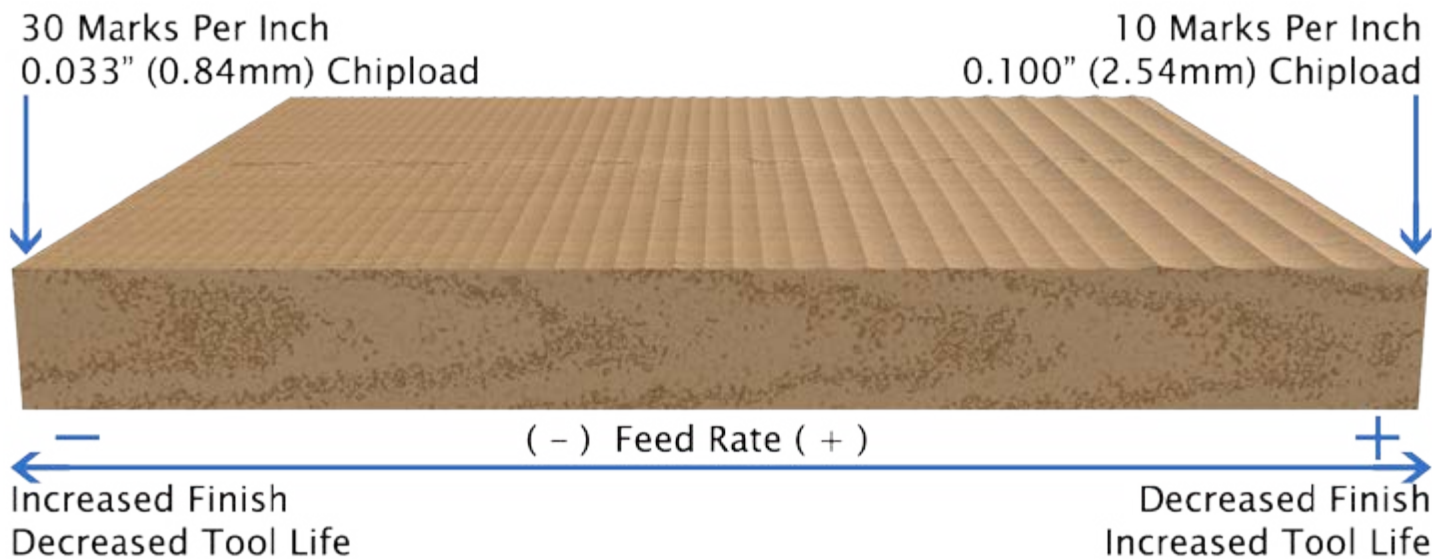 30 Marks Per Inch
0.033” (0.84mm) Chipload
10 Marks Per Inch
0.100” (2.54mm) Chipload
− ( – ) Feed Rate ( + ) +
Increased Finish
Decreased Tool Life
Decreased Finish
Increased Tool Life